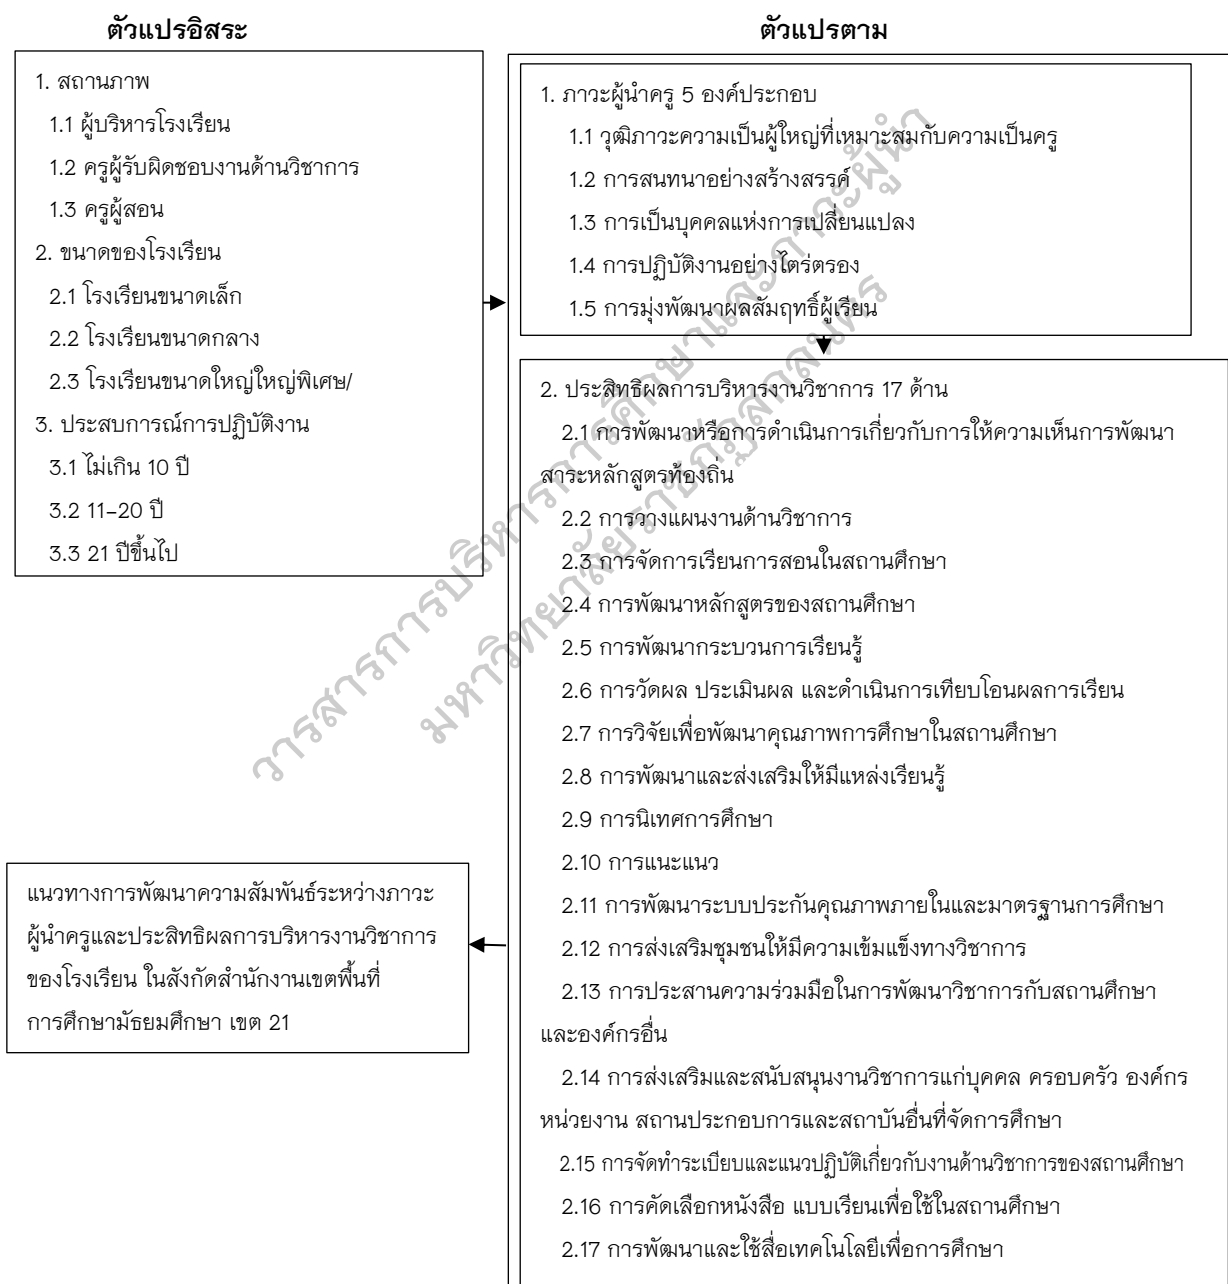 ตัวแปรอิสระ
1. สถานภาพ
1.1 ผู้บริหารโรงเรียน
1.2 ครูผู้รับผิดชอบงานด้านวิชาการ
1.3 ครูผู้สอน
2. ขนาดของโรงเรียน
2.1 โรงเรียนขนาดเล็ก
2.2 โรงเรียนขนาดกลาง
2.3 โรงเรียนขนาดใหญ่ใหญ่พิเศษ/
3. ประสบการณ์การปฏิบัติงาน
3.1 ไม่เกิน 10 ปี
3.2 11–20 ปี
3.3 21 ปีขึ้นไป
ตัวแปรตาม
1. ภาวะผู้นำครู 5 องค์ประกอบ
1.1 วุฒิภาวะความเป็นผู้ใหญ่ที่เหมาะสมกับความเป็นครู
1.2 การสนทนาอย่างสร้างสรรค์
1.3 การเป็นบุคคลแห่งการเปลี่ยนแปลง
1.4 การปฏิบัติงานอย่างไตร่ตรอง
1.5 การมุ่งพัฒนาผลสัมฤทธิ์ผู้เรียน
2. ประสิทธิผลการบริหารงานวิชาการ 17 ด้าน
2.1 การพัฒนาหรือการดำเนินการเกี่ยวกับการให้ความเห็นการพัฒนา
สาระหลักสูตรท้องถิ่น
2.2 การวางแผนงานด้านวิชาการ
2.3 การจัดการเรียนการสอนในสถานศึกษา
2.4 การพัฒนาหลักสูตรของสถานศึกษา
2.5 การพัฒนากระบวนการเรียนรู้
2.6 การวัดผล ประเมินผล และดำเนินการเทียบโอนผลการเรียน
2.7 การวิจัยเพื่อพัฒนาคุณภาพการศึกษาในสถานศึกษา
2.8 การพัฒนาและส่งเสริมให้มีแหล่งเรียนรู้
2.9 การนิเทศการศึกษา
2.10 การแนะแนว
2.11 การพัฒนาระบบประกันคุณภาพภายในและมาตรฐานการศึกษา
2.12 การส่งเสริมชุมชนให้มีความเข้มแข็งทางวิชาการ
2.13 การประสานความร่วมมือในการพัฒนาวิชาการกับสถานศึกษา
และองค์กรอื่น
2.14 การส่งเสริมและสนับสนุนงานวิชาการแก่บุคคล ครอบครัว องค์กร
หน่วยงาน สถานประกอบการและสถาบันอื่นที่จัดการศึกษา
2.15 การจัดทำระเบียบและแนวปฏิบัติเกี่ยวกับงานด้านวิชาการของสถานศึกษา
2.16 การคัดเลือกหนังสือ แบบเรียนเพื่อใช้ในสถานศึกษา
2.17 การพัฒนาและใช้สื่อเทคโนโลยีเพื่อการศึกษา
แนวทางการพัฒนาความสัมพันธ์ระหว่างภาวะ
ผู้นำครูและประสิทธิผลการบริหารงานวิชาการ
ของโรงเรียน ในสังกัดสำนักงานเขตพื้นที่
การศึกษามัธยมศึกษา เขต 21
วารสารการบริหารการศึกษาและภาวะผู้นำ
มหาวิทยาลัยราชภัฏสกลนคร